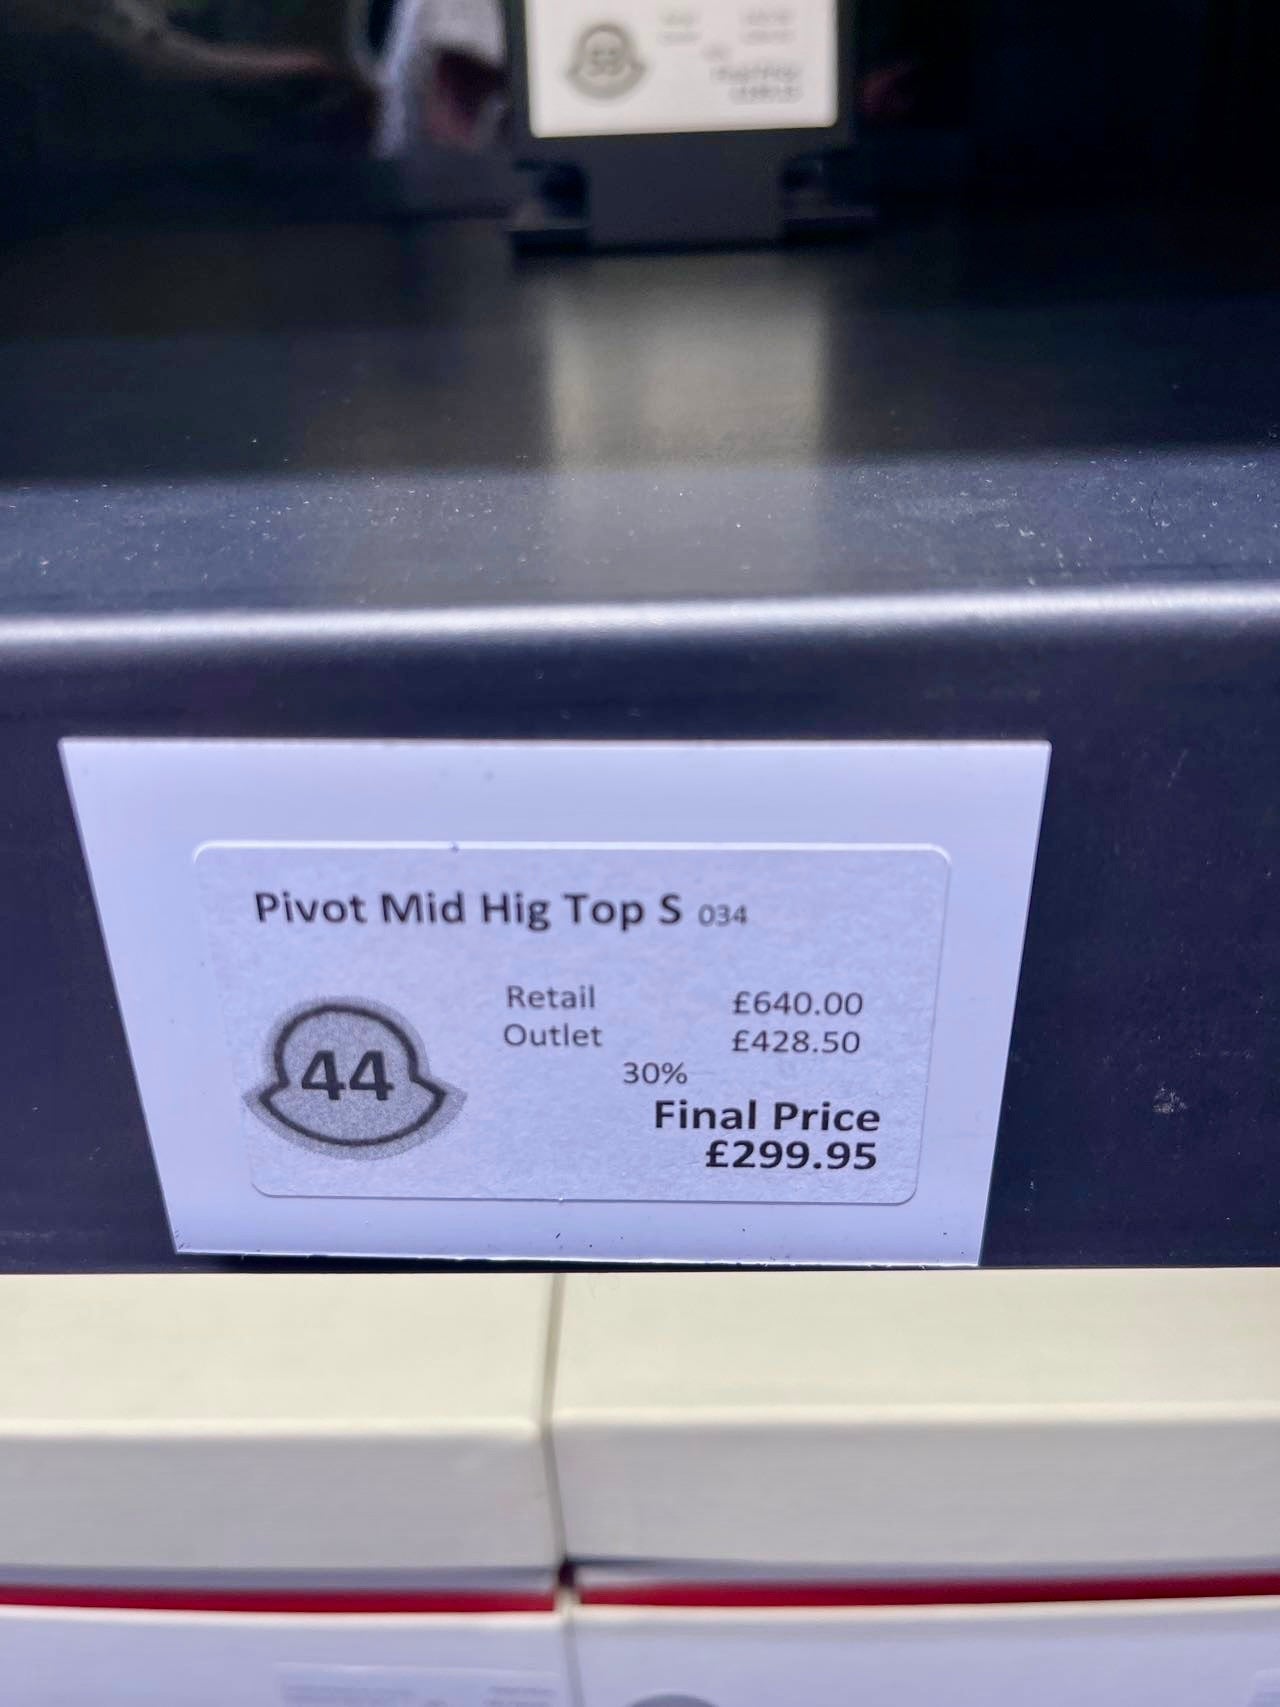 Pivot Mid Hig Top S 034
Retail £640.00
Outlet £428.50
30%
44
Final Price
£299.95